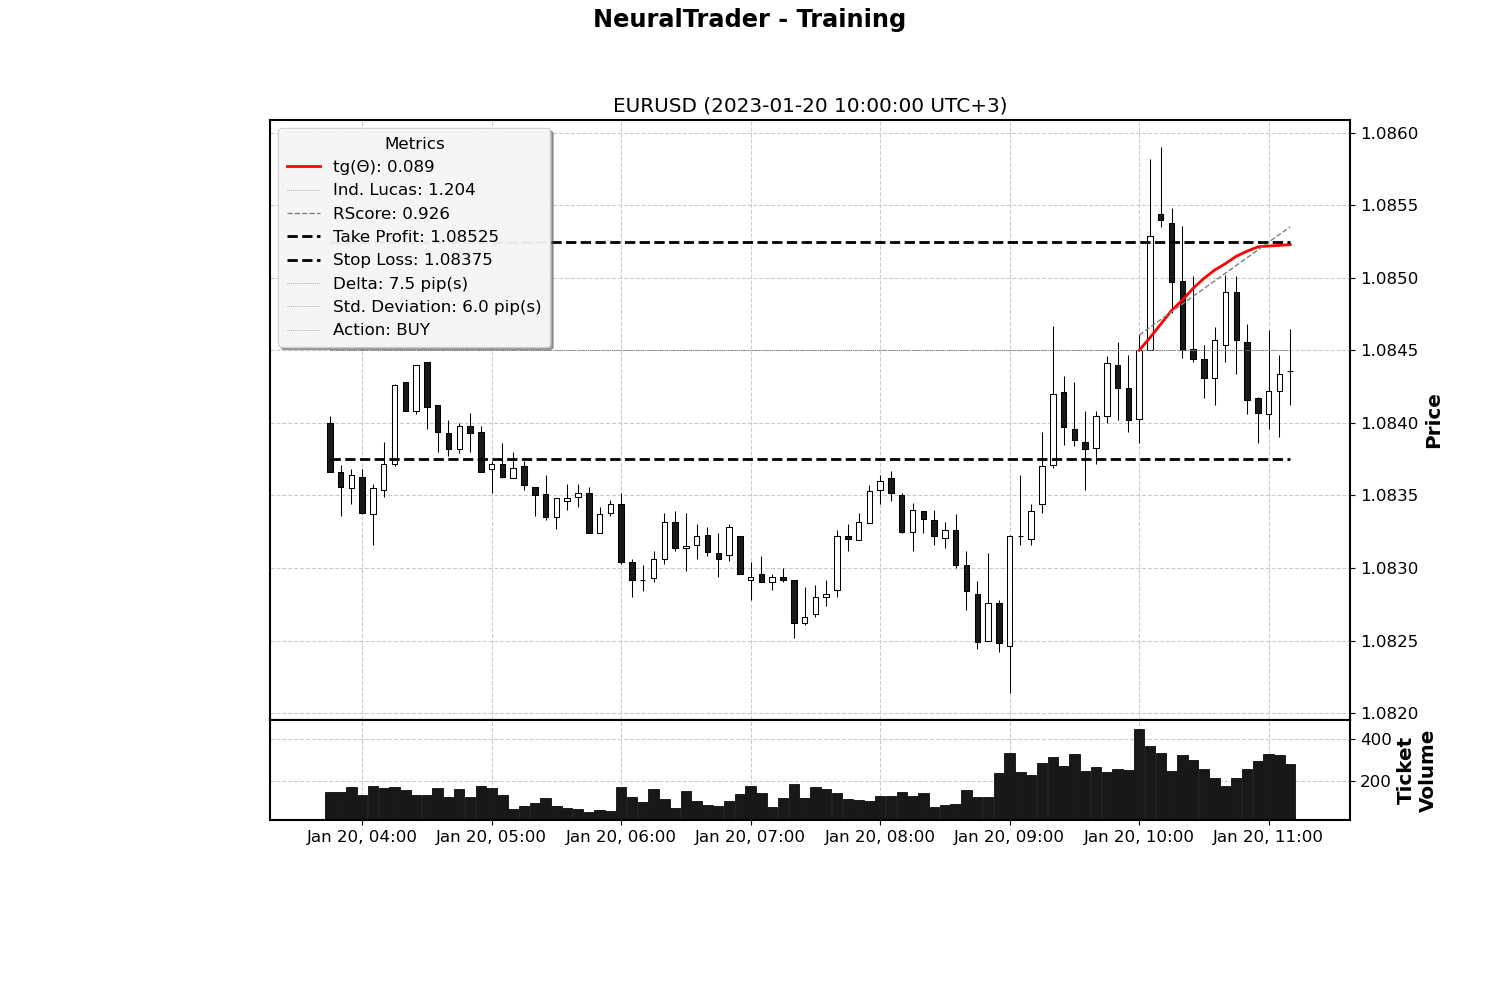 NeuralTrader - Training
EURUSD (2023-01-20 10:00:00 UTC+3)
Metrics
tg(Θ): 0.089
Ind. Lucas: 1.204
RScore: 0.926
Take Profit: 1.08525
Stop Loss: 1.08375
Delta: 7.5 pip(s)
Std. Deviation: 6.0 pip(s)
Action: BUY
1.0860
1.0855
1.0850
1.0845
1.0840
1.0835
1.0830
1.0825
1.0820
Price
400
200
Ticket
Volume
Jan 20, 04:00
Jan 20, 05:00
Jan 20, 06:00
Jan 20, 07:00
Jan 20, 08:00
Jan 20, 09:00
Jan 20, 10:00
Jan 20, 11:00